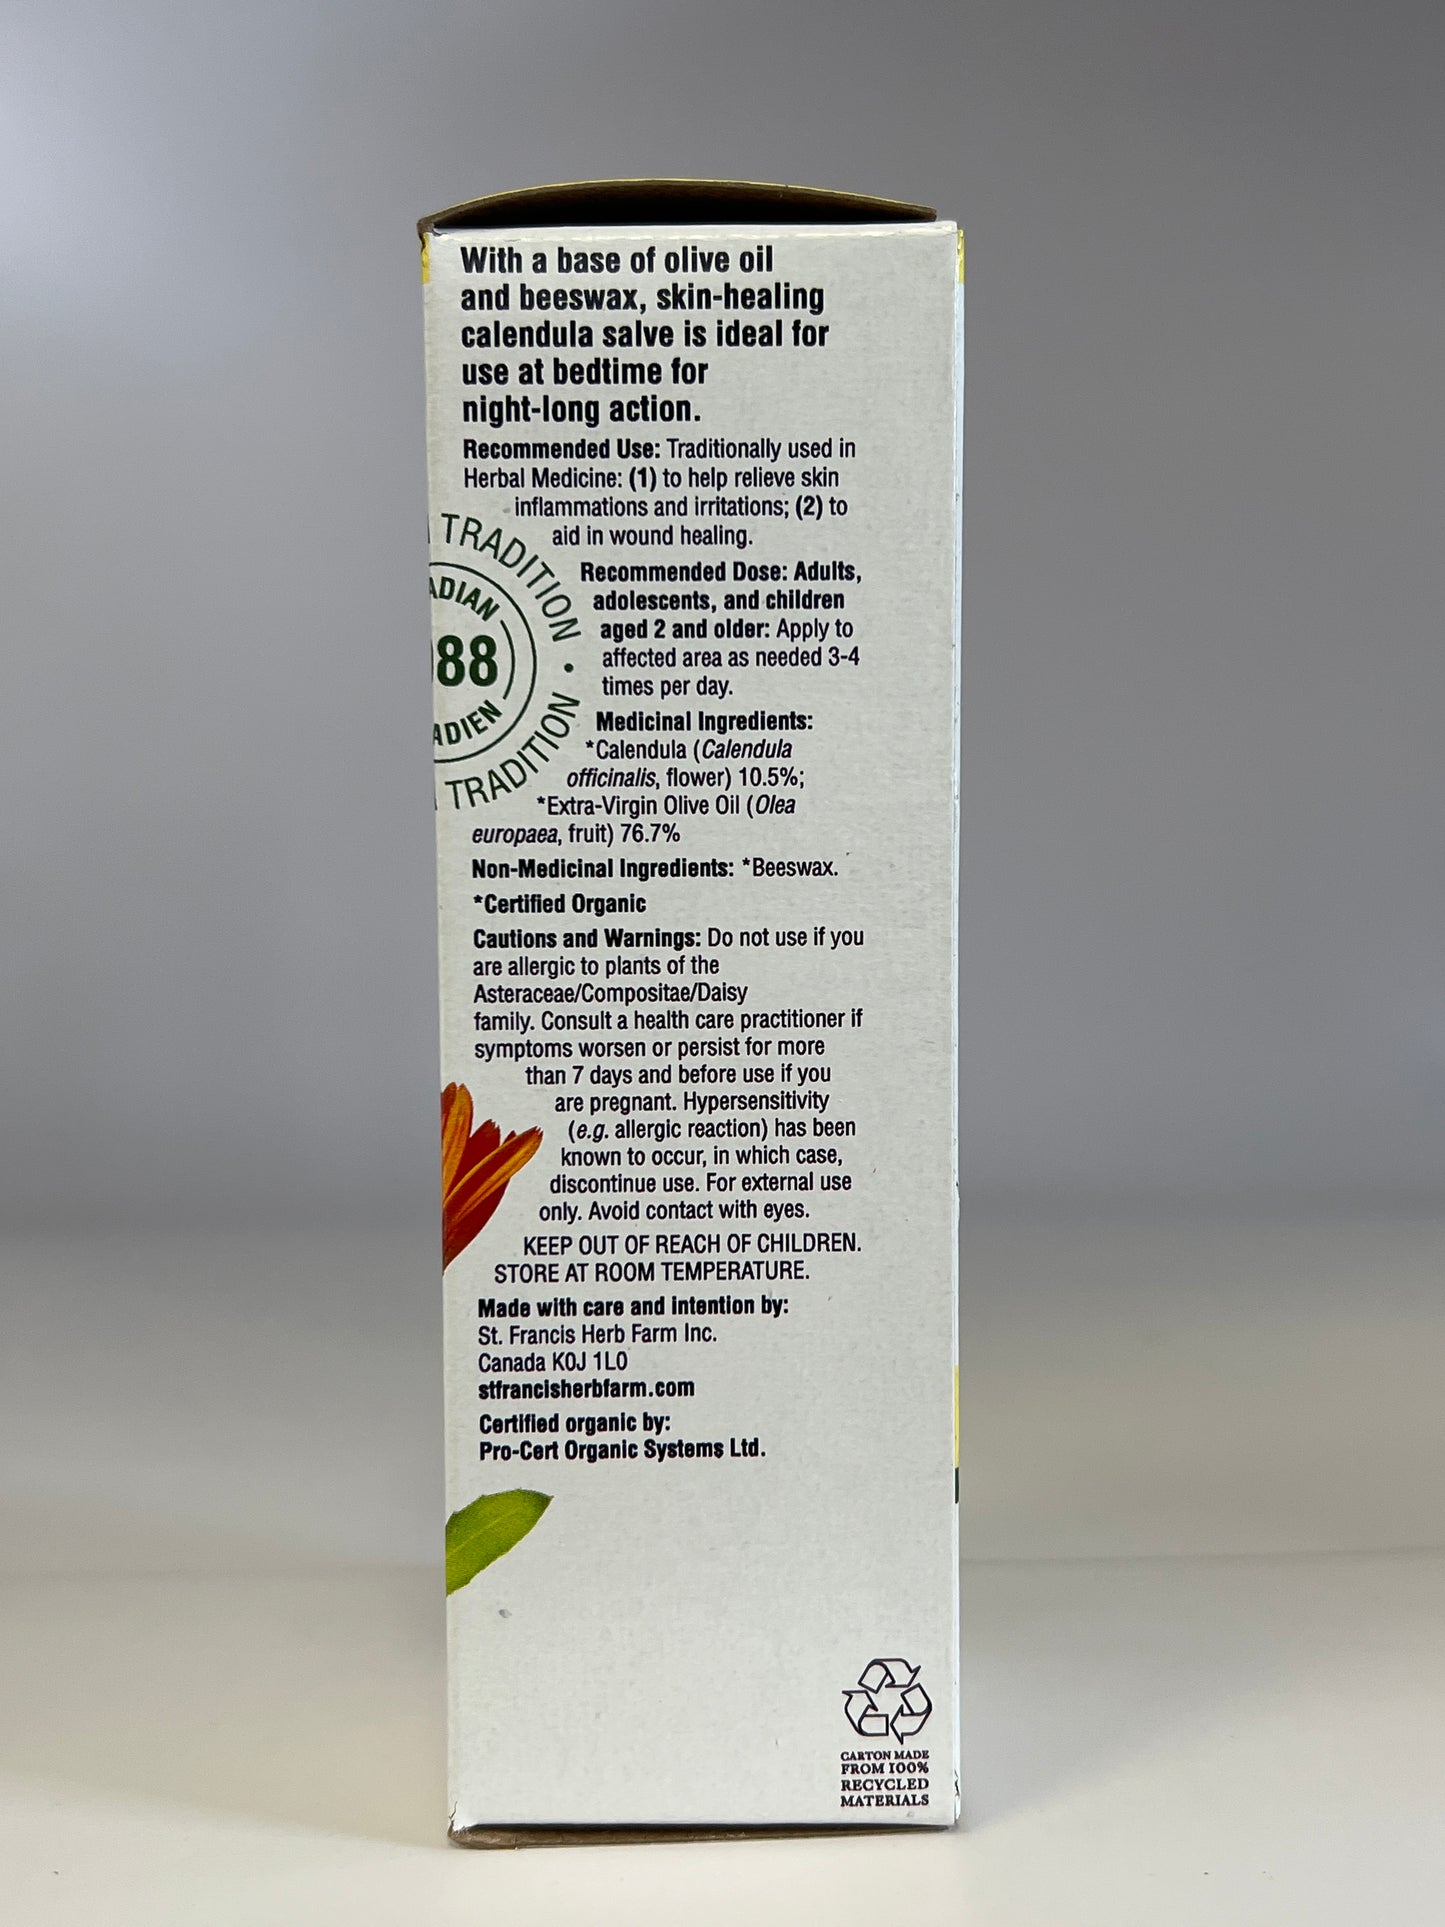 With a base of olive oil
and beeswax, skin-healing
calendula salve is ideal for
use at bedtime for
night-long action.
Recommended Use: Traditionally used in
Herbal Medicine: (1) to help relieve skin
inflammations and irritations; (2) to
aid in wound healing.
TRADITION
ADIAN
88
ADIEN
TRADITION
Recommended Dose: Adults,
adolescents, and children
aged 2 and older: Apply to
affected area as needed 3-4
times per day.
Medicinal Ingredients:
*Calendula (Calendula
officinalis, flower) 10.5%;
*Extra-Virgin Olive Oil (Olea
europaea, fruit) 76.7%
Non-Medicinal Ingredients: *Beeswax.
*Certified Organic
Cautions and Warnings: Do not use if you
are allergic to plants of the
Asteraceae/Compositae/Daisy
family. Consult a health care practitioner if
symptoms worsen or persist for more
than 7 days and before use if you
are pregnant. Hypersensitivity
(e.g. allergic reaction) has been
known to occur, in which case,
discontinue use. For external use
only. Avoid contact with eyes.
KEEP OUT OF REACH OF CHILDREN.
STORE AT ROOM TEMPERATURE.
Made with care and intention by:
St. Francis Herb Farm Inc.
Canada K0J 1L0
stfrancisherbfarm.com
Certified organic by:
Pro-Cert Organic Systems Ltd.
CARTON MADE
FROM 100%
RECYCLED
MATERIALS